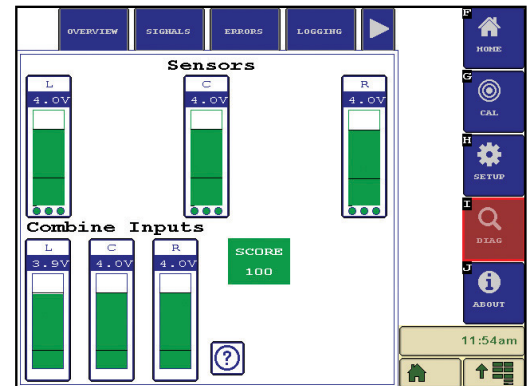 OVERVIEW SIGNALS ERRORS LOGGING
Sensors
L C R
4.0V 4.0V 4.0V
Combine Inputs
L C R
3.9V 4.0V 4.0V
SCORE
100
?
F
HOME
G
CAL
H
SETUP
I
DIAG
J
i
ABOUT
11:54am